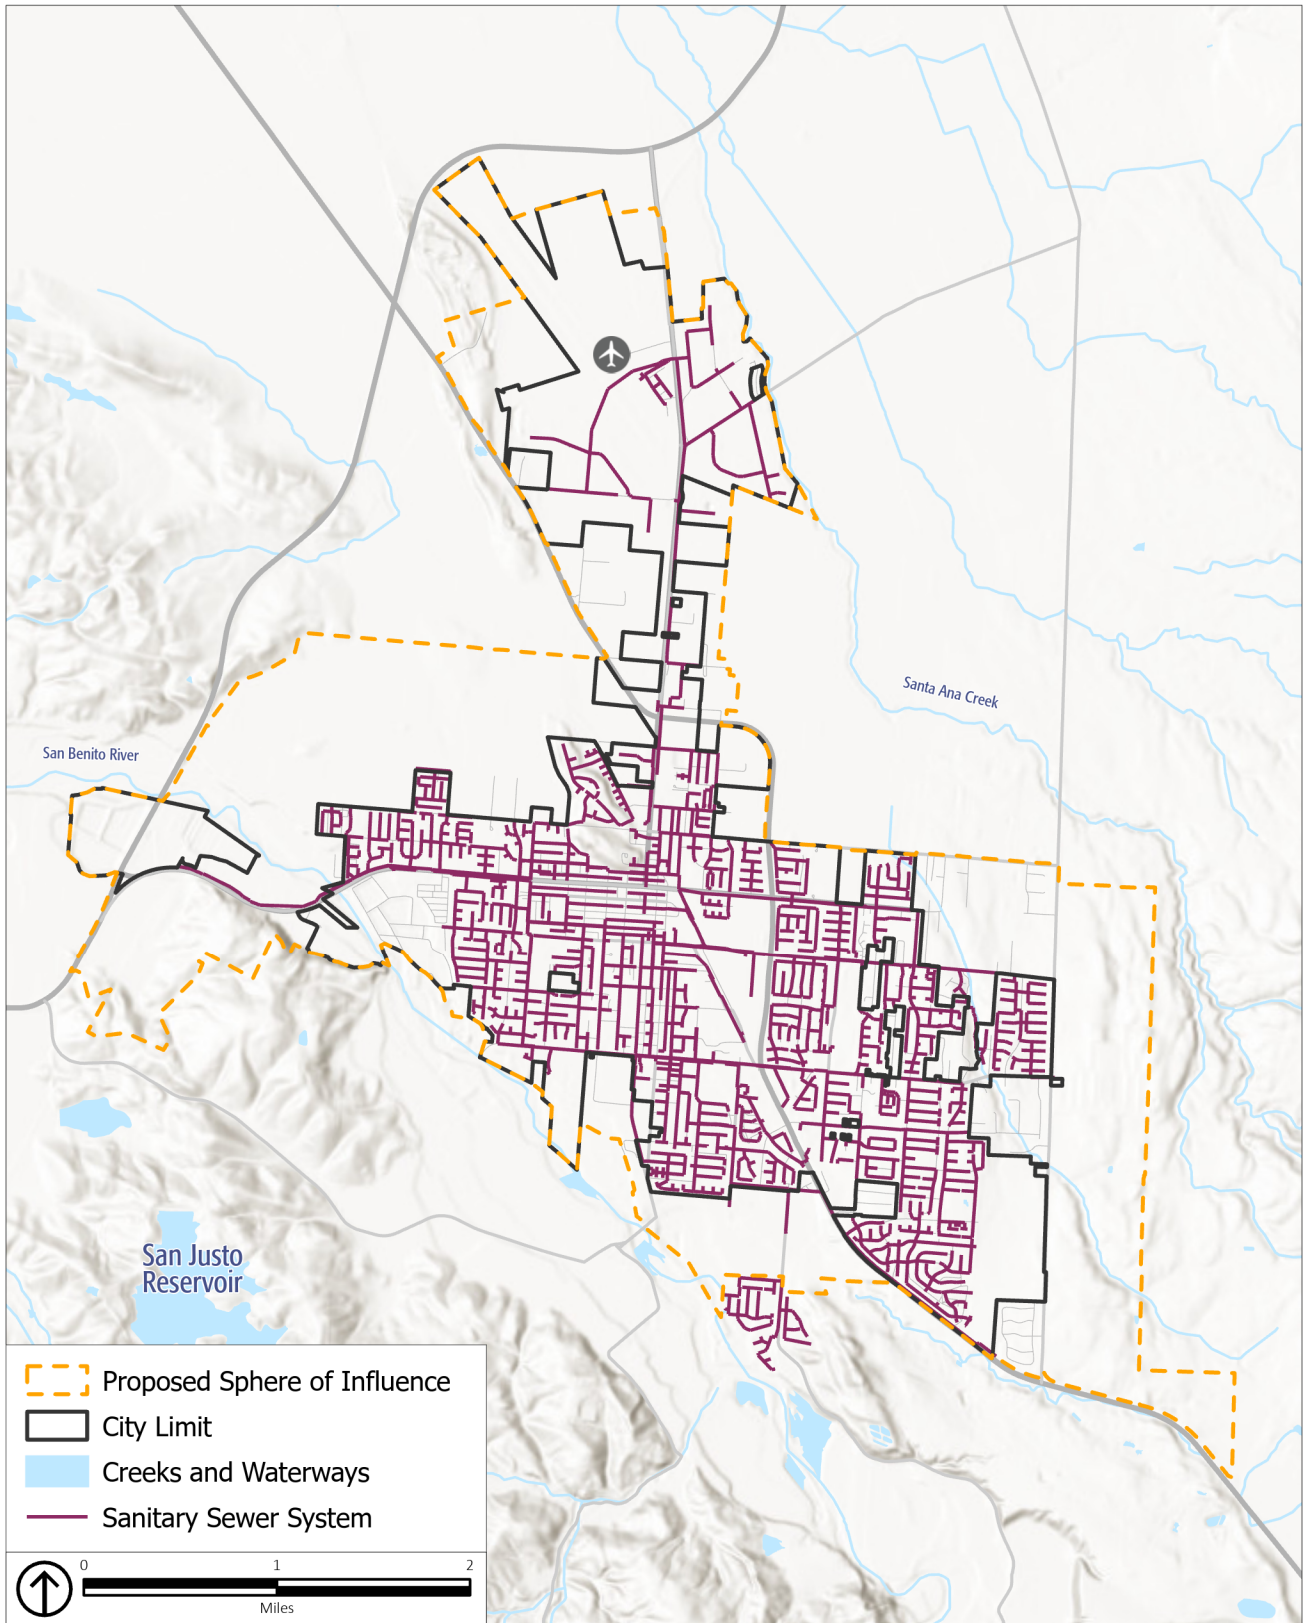 Santa Ana Creek
San Benito River
San Justo
Reservoir
Proposed Sphere of Influence
City Limit
Creeks and Waterways
Sanitary Sewer System
0 1 2
Miles